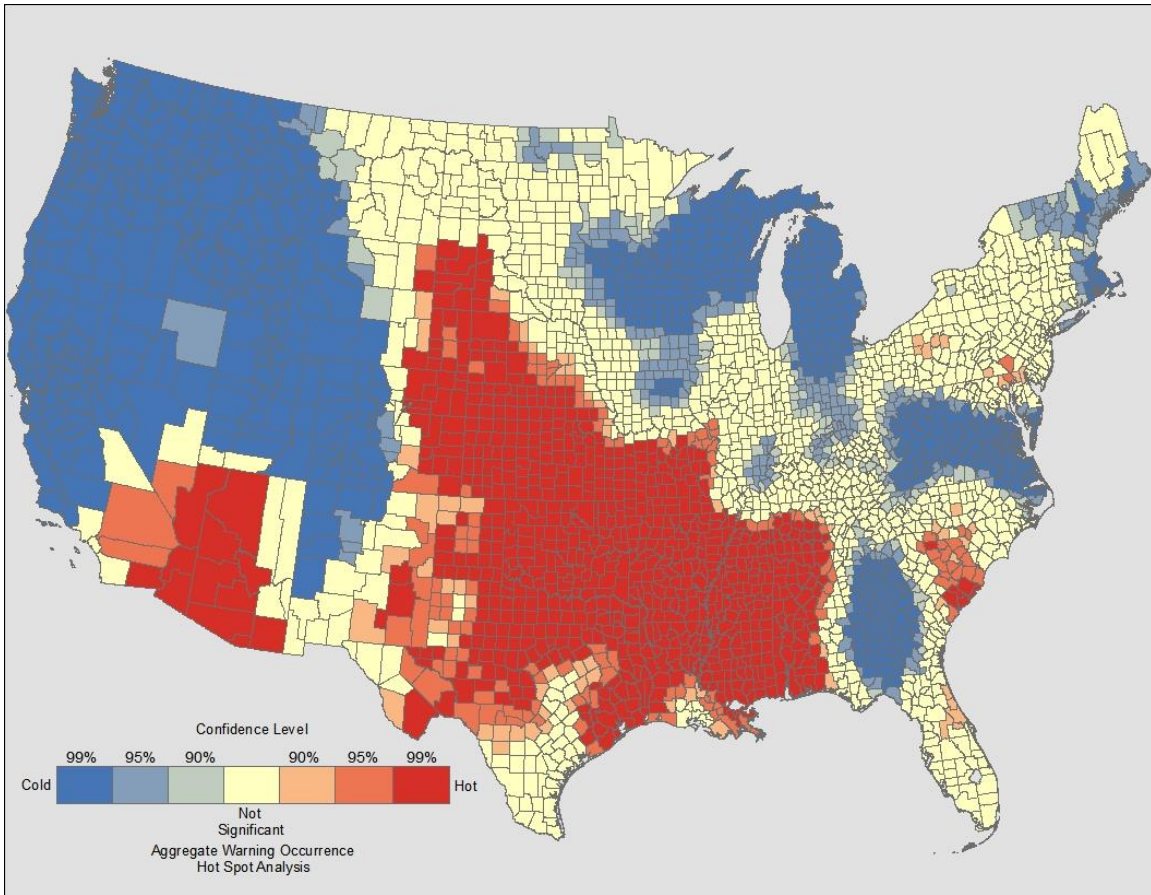 Confidence Level
99% 95% 90% 90% 95% 99%
Cold Hot
Not
Significant
Aggregate Warning Occurrence
Hot Spot Analysis